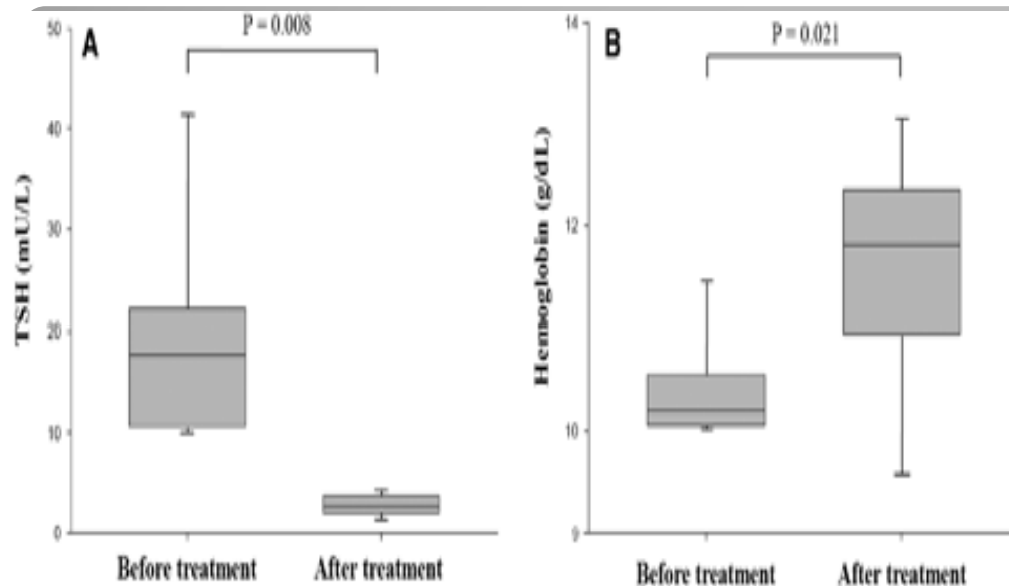 A
P = 0.008
50
40
30
20
10
0
TSH (mU/L)
Before treatment
After treatment
B
P = 0.021
14
12
10
9
Hemoglobin (g/dL)
Before treatment
After treatment